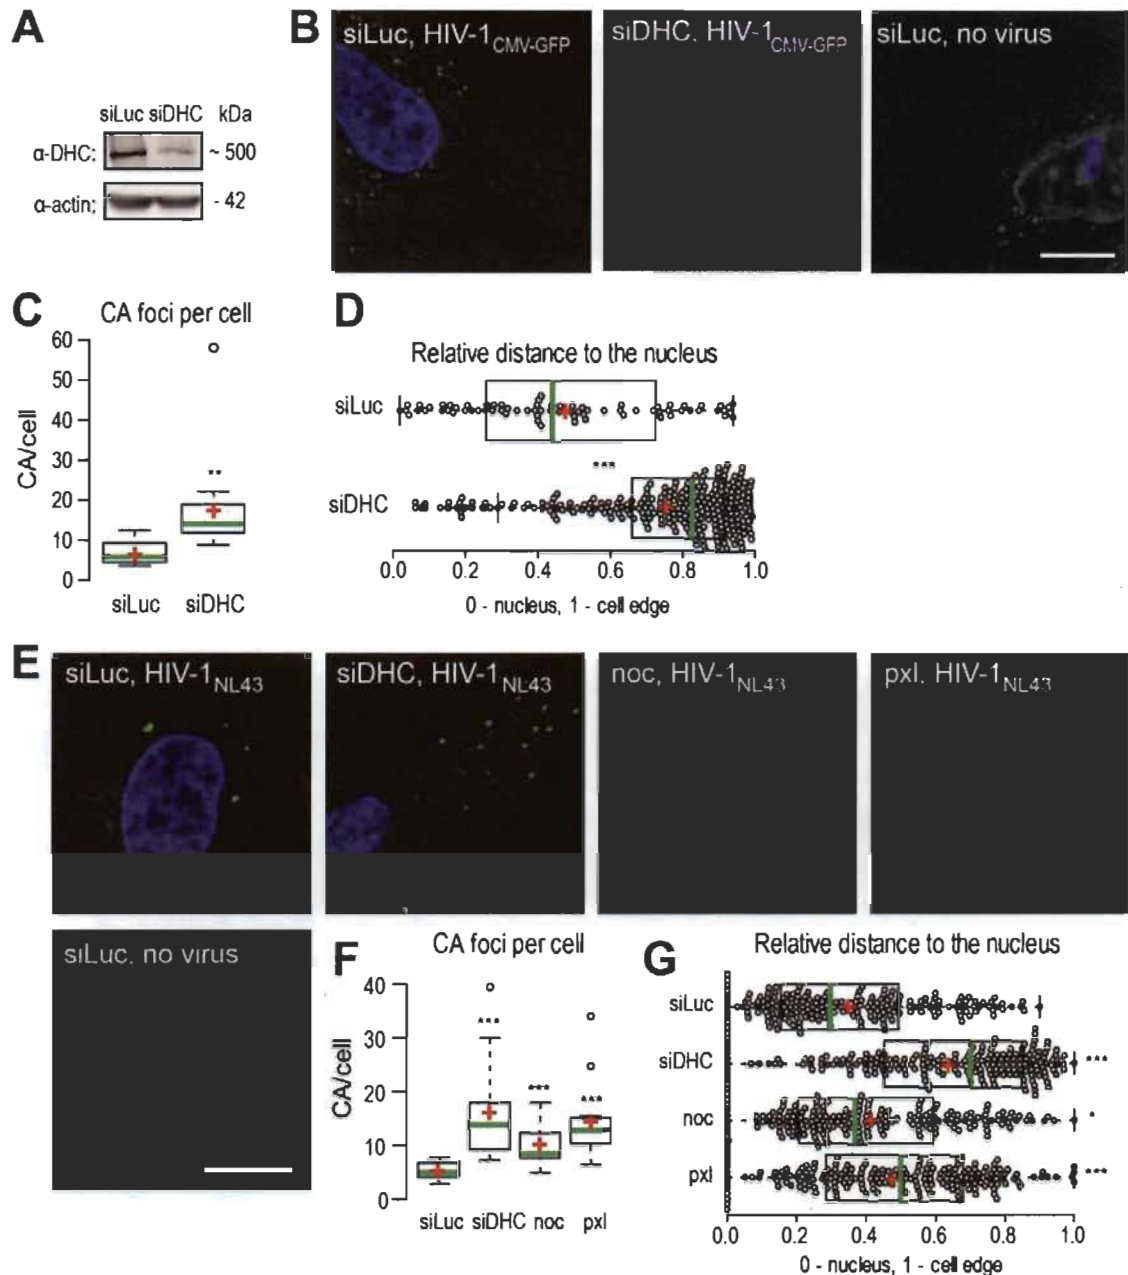 A
siLuc siDHC kDa
α-DHC: ~ 500
α-actin: - 42
B
siLuc, HIV-1CMV-GFP
siDHC. HIV-1CMV-GFP
siLuc, no virus
C
CA foci per cell
60
50
40
30
20
10
0
CA/cell
**
siLuc siDHC
D
Relative distance to the nucleus
siLuc
***
siDHC
0.0 0.2 0.4 0.6 0.8 1.0
0 - nucleus, 1 - cell edge
E
siLuc, HIV-1NL43
siDHC, HIV-1NL43
noc, HIV-1NL43
pxl. HIV-1NL43
siLuc. no virus
F
CA foci per cell
40
30
20
10
0
CA/cell
***
***
***
siLuc siDHC noc pxl
G
Relative distance to the nucleus
siLuc
siDHC ***
noc *
pxl ***
0.0 0.2 0.4 0.6 0.8 1.0
0 - nucleus, 1 - cell edge